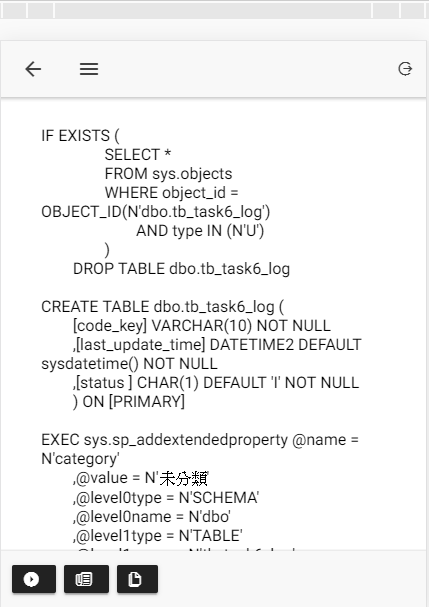 IF EXISTS (
SELECT *
FROM sys.objects
WHERE object_id =
OBJECT_ID(N'dbo.tb_task6_log')
AND type IN (N'U')
)
DROP TABLE dbo.tb_task6_log
CREATE TABLE dbo.tb_task6_log (
[code_key] VARCHAR(10) NOT NULL
,[last_update_time] DATETIME2 DEFAULT
sysdatetime() NOT NULL
,[status ] CHAR(1) DEFAULT 'I' NOT NULL
) ON [PRIMARY]
EXEC sys.sp_addextendedproperty @name =
N'category'
,@value = N'未分類'
,@level0type = N'SCHEMA'
,@level0name = N'dbo'
,@level1type = N'TABLE'